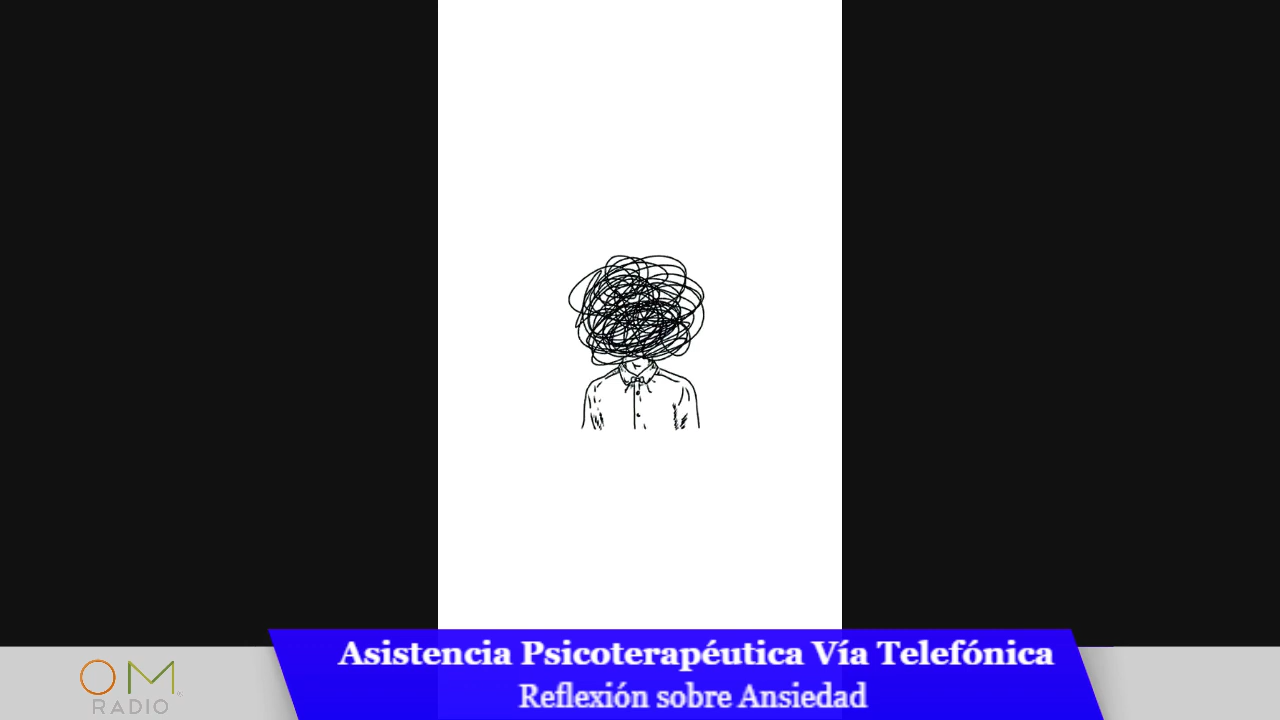 Asistencia Psicoterapéutica Vía Telefónica
Reflexión sobre Ansiedad
OM
RADIO